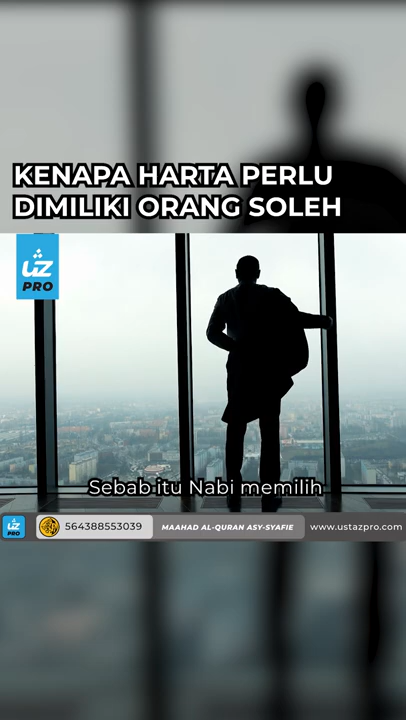 KENAPA HARTA PERLU
DIMILIKI ORANG SOLEH
UZ
PRO
Sebab itu Nabi memilih
UZ
PRO
564388553039
MAAHAD AL-QURAN ASY-SYAFIE
www.ustazpro.com